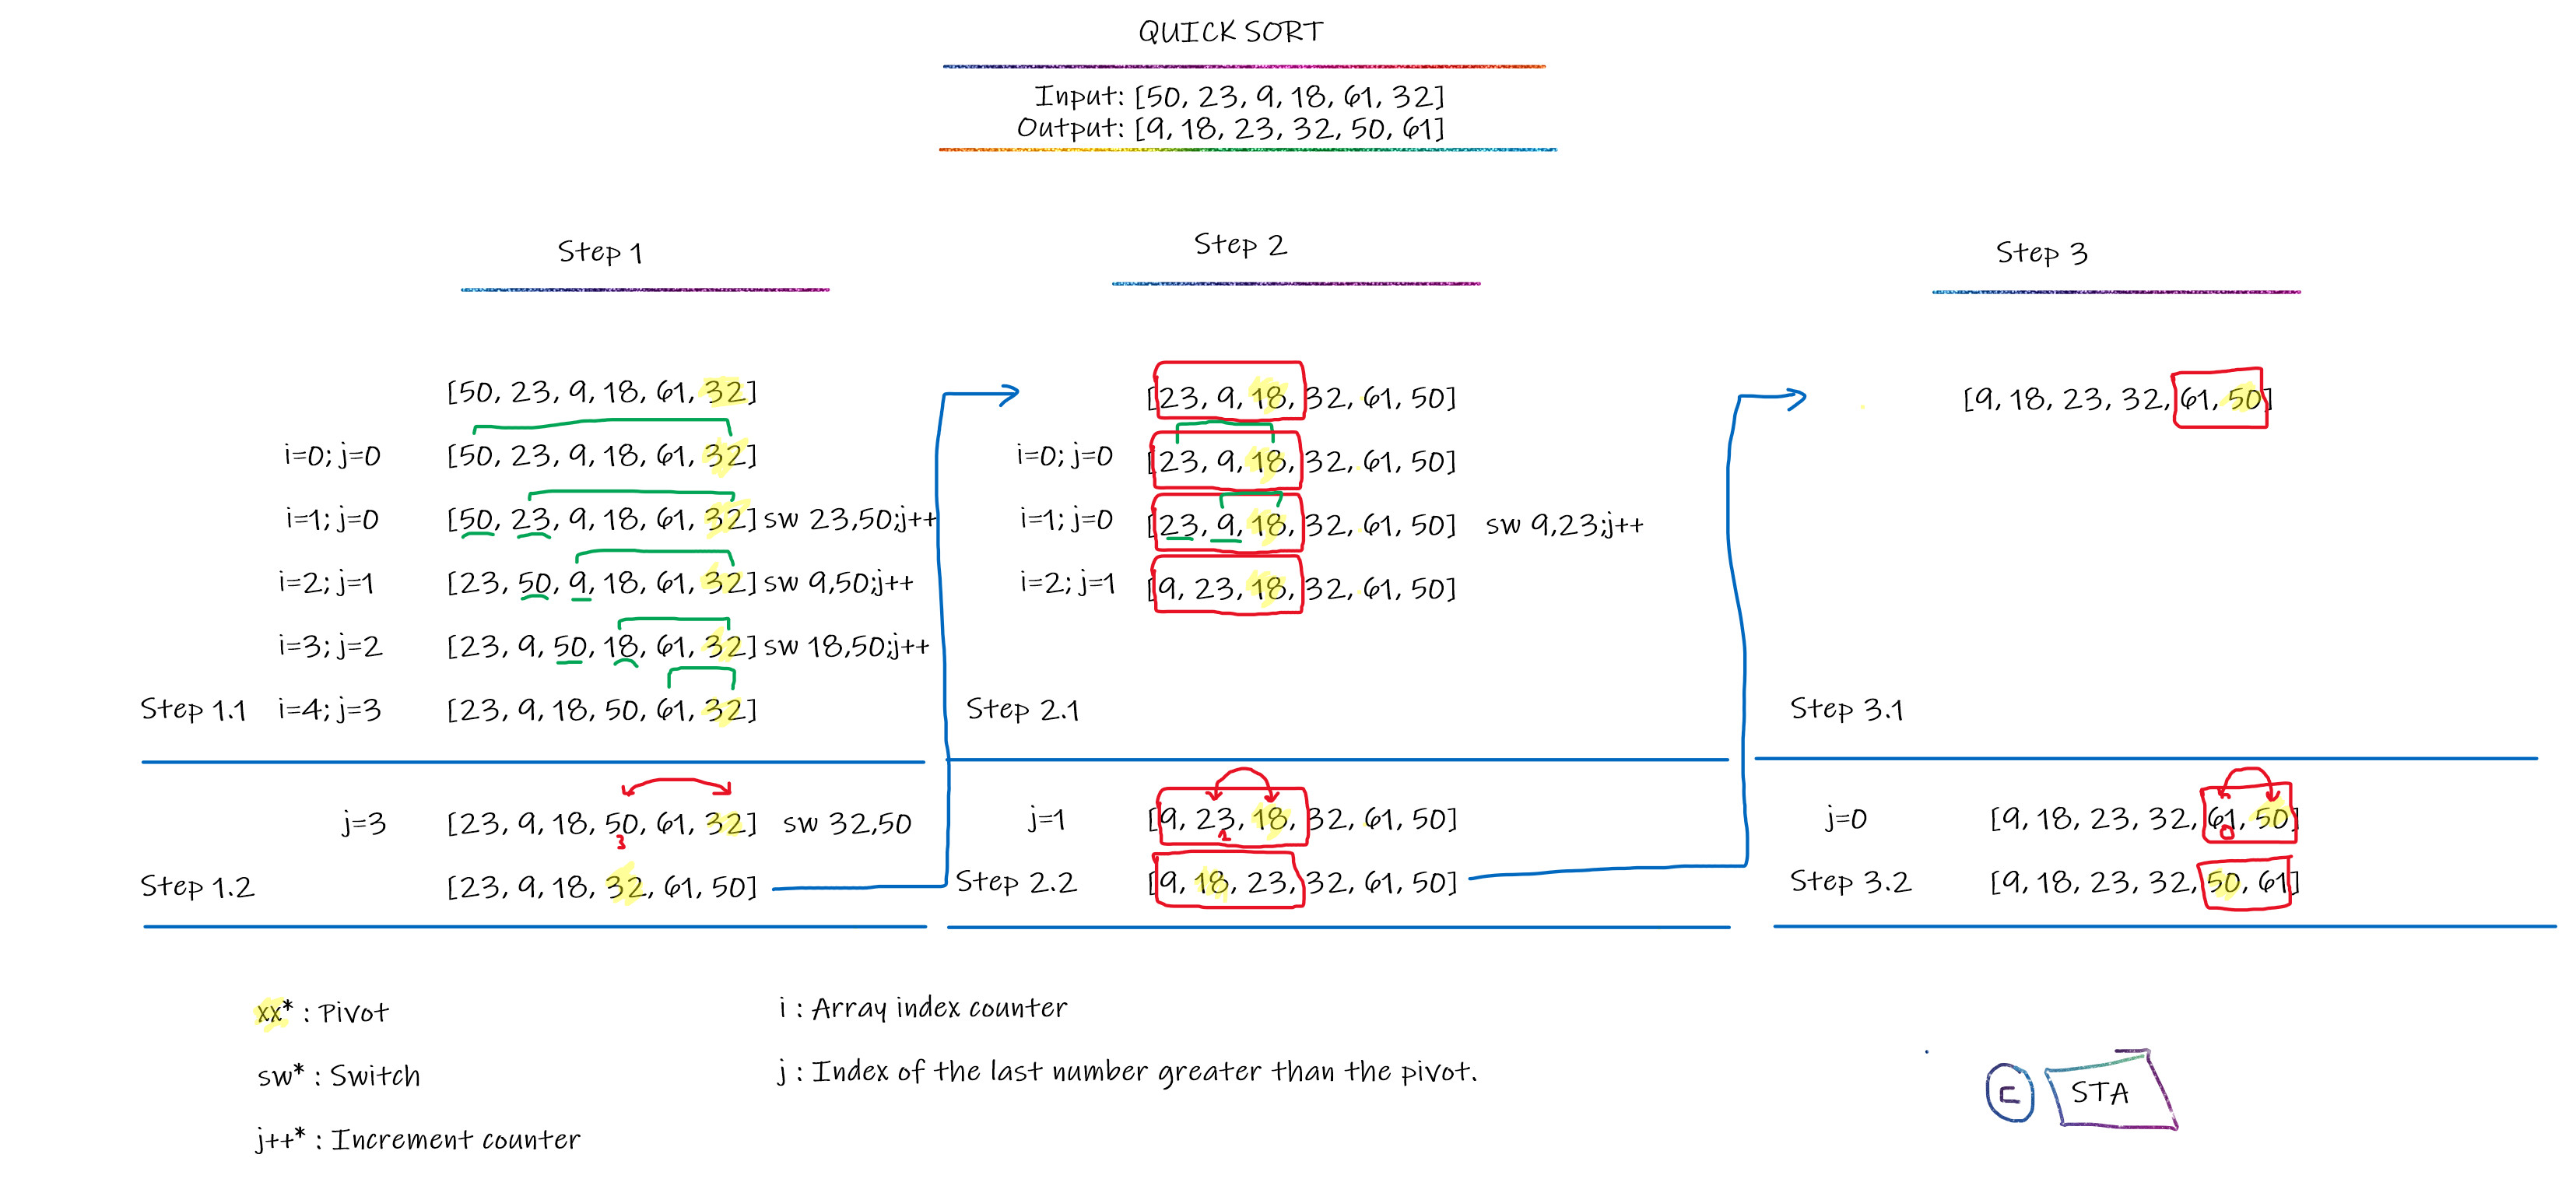 QUICK SORT
Input: [50, 23, 9, 18, 61, 32]
Output: [9, 18, 23, 32, 50, 61]
Step 1
[50, 23, 9, 18, 61, 32]
i=0; j=0 [50, 23, 9, 18, 61, 32]
i=1; j=0 [50, 23, 9, 18, 61, 32] sw 23,50;j++
i=2; j=1 [23, 50, 9, 18, 61, 32] sw 9,50;j++
i=3; j=2 [23, 9, 50, 18, 61, 32] sw 18,50;j++
Step 1.1 i=4; j=3 [23, 9, 18, 50, 61, 32]
j=3 [23, 9, 18, 50, 61, 32] sw 32,50
3
Step 1.2 [23, 9, 18, 32, 61, 50]
Step 2
[23, 9, 18, 32, 61, 50]
i=0; j=0 [23, 9, 18, 32, 61, 50]
i=1; j=0 [23, 9, 18, 32, 61, 50] sw 9,23;j++
i=2; j=1 [9, 23, 18, 32, 61, 50]
Step 2.1
j=1 [9, 23, 18, 32, 61, 50]
Step 2.2 [9, 18, 23, 32, 61, 50]
Step 3
[9, 18, 23, 32, 61, 50]
Step 3.1
j=0 [9, 18, 23, 32, 61, 50]
0
Step 3.2 [9, 18, 23, 32, 50, 61]
xx* : Pivot
sw* : Switch
j++* : Increment counter
i : Array index counter
j : Index of the last number greater than the pivot.
C STA